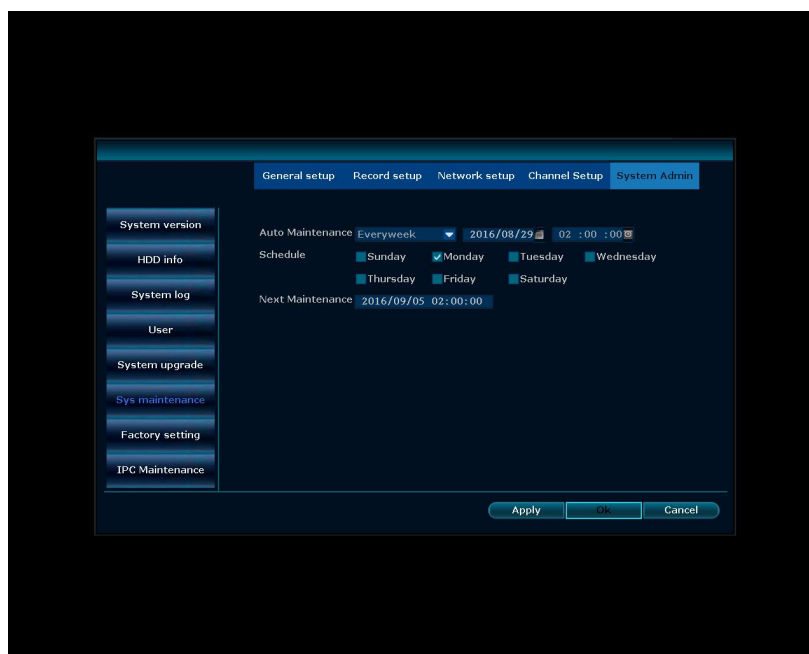 General setup Record setup Network setup Channel Setup System Admin
System version
HDD info
System log
User
System upgrade
Sys maintenance
Factory setting
IPC Maintenance
Auto Maintenance Everyweek 2016/08/29 02 :00 :00
Schedule Sunday Monday Tuesday Wednesday
Thursday Friday Saturday
Next Maintenance 2016/09/05 02:00:00
Apply Ok Cancel